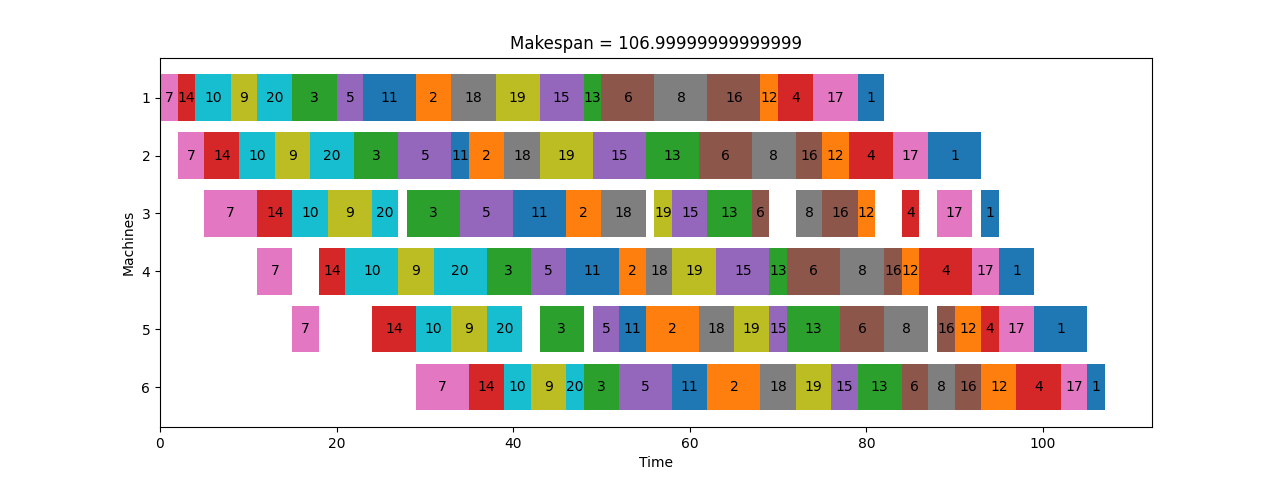 Makespan = 106.99999999999999
1 7 14 10 9 20 3 5 11 2 18 19 15 13 6 8 16 12 4 17 1
2 7 14 10 9 20 3 5 11 2 18 19 15 13 6 8 16 12 4 17 1
3 7 14 10 9 20 3 5 11 2 18 19 15 13 6 8 16 12 4 17 1
4 7 14 10 9 20 3 5 11 2 18 19 15 13 6 8 16 12 4 17 1
5 7 14 10 9 20 3 5 11 2 18 19 15 13 6 8 16 12 4 17 1
6 7 14 10 9 20 3 5 11 2 18 19 15 13 6 8 16 12 4 17 1
Machines
0 20 40 60 80 100
Time